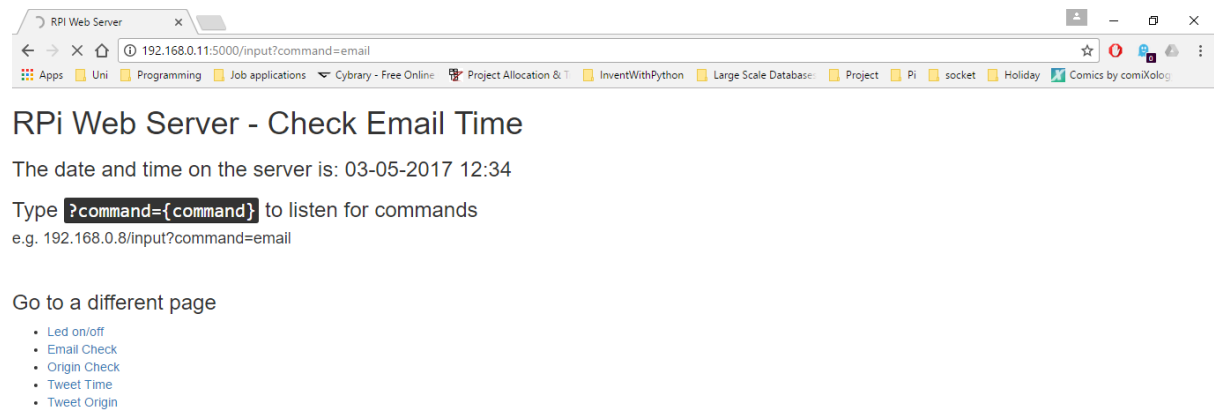 RPI Web Server
192.168.0.11:5000/input?command=email
Apps Uni Programming Job applications Cybrary - Free Online Project Allocation & T InventWithPython Large Scale Database: Project Pi socket Holiday Comics by comiXolog
RPi Web Server - Check Email Time
The date and time on the server is: 03-05-2017 12:34
Type ?command={command} to listen for commands
e.g. 192.168.0.8/input?command=email
Go to a different page
Led on/off
Email Check
Origin Check
Tweet Time
Tweet Origin